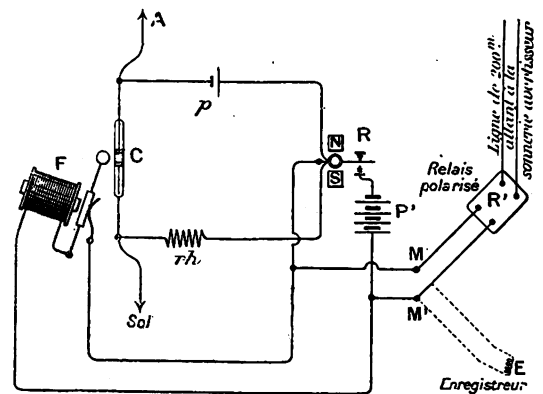 A
p
C
F
N
S
R
P'
rh
Sol
Ligne de 200m.
allant à la
sonnerie avertisseur
Relais
polarisé
R'
M
M'
E
Enregistreur